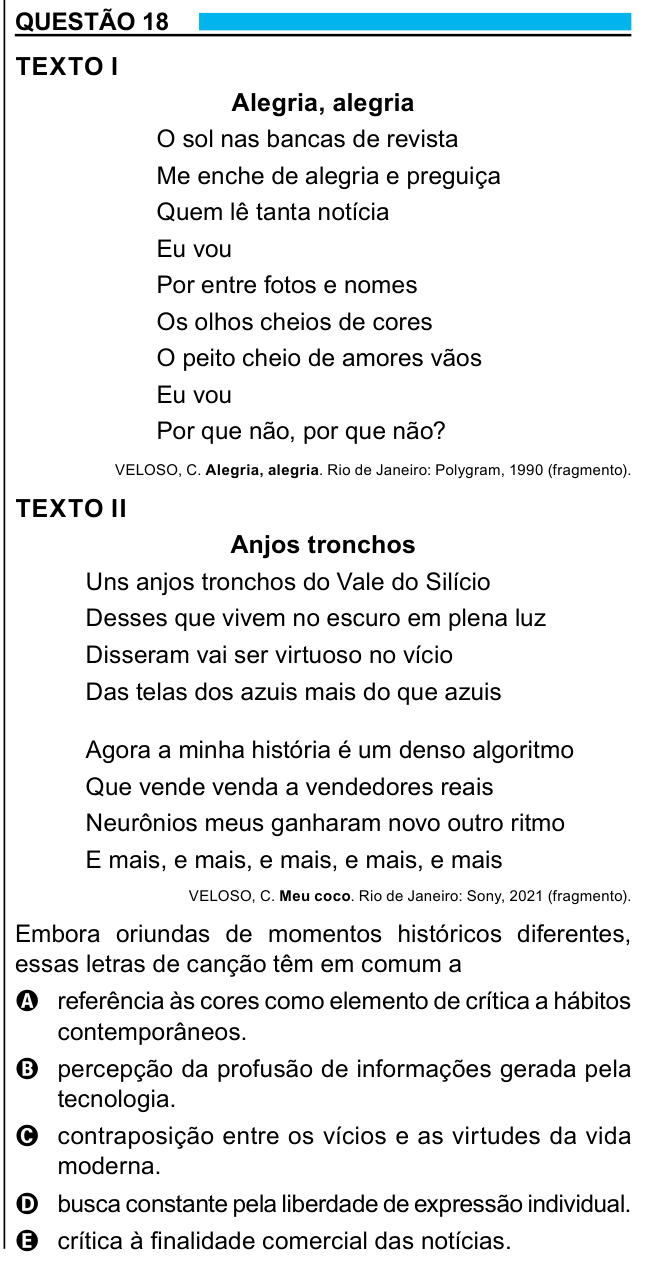 QUESTÃO 18
TEXTO I
Alegria, alegria
O sol nas bancas de revista
Me enche de alegria e preguiça
Quem lê tanta notícia
Eu vou
Por entre fotos e nomes
Os olhos cheios de cores
O peito cheio de amores vãos
Eu vou
Por que não, por que não?
VELOSO, C. Alegria, alegria. Rio de Janeiro: Polygram, 1990 (fragmento).
TEXTO II
Anjos tronchos
Uns anjos tronchos do Vale do Silício
Desses que vivem no escuro em plena luz
Disseram vai ser virtuoso no vício
Das telas dos azuis mais do que azuis
Agora a minha história é um denso algoritmo
Que vende venda a vendedores reais
Neurônios meus ganharam novo outro ritmo
E mais, e mais, e mais, e mais, e mais
VELOSO, C. Meu coco. Rio de Janeiro: Sony, 2021 (fragmento).
Embora oriundas de momentos históricos diferentes,
essas letras de canção têm em comum a
A referência às cores como elemento de crítica a hábitos
contemporâneos.
B percepção da profusão de informações gerada pela
tecnologia.
C contraposição entre os vícios e as virtudes da vida
moderna.
D busca constante pela liberdade de expressão individual.
E crítica à finalidade comercial das notícias.